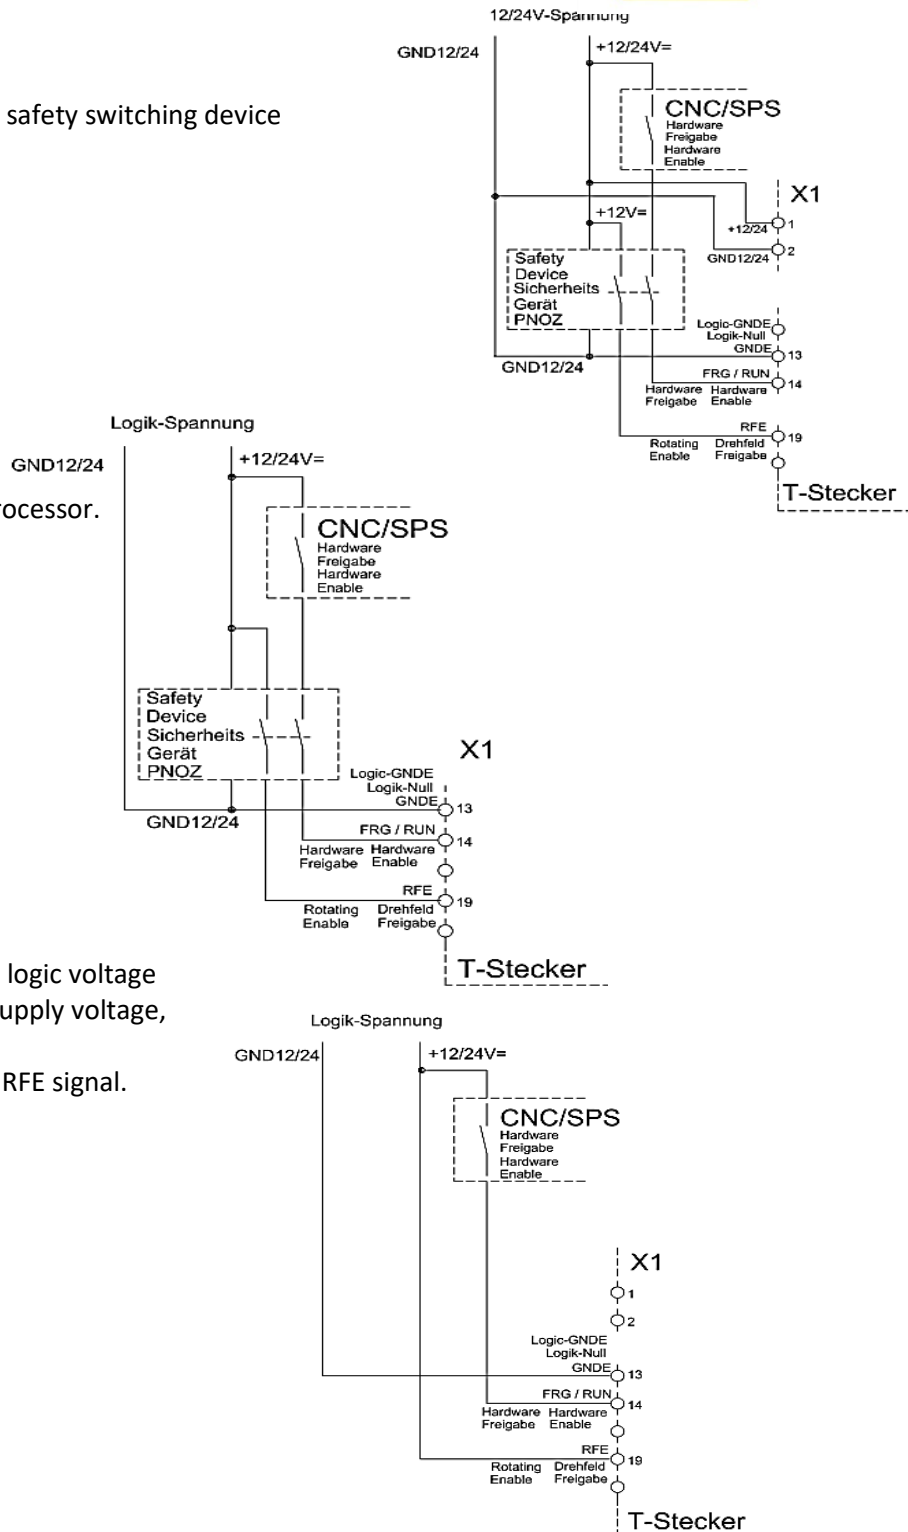 12/24V-Spannung
GND12/24
+12/24V=
safety switching device
CNC/SPS
Hardware
Freigabe
Hardware
Enable
X1
+12V=
+12/24 1
GND12/24 2
Safety
Device
Sicherheits
Gerät
PNOZ
Logic-GNDE
Logik-Null
GNDE 13
GND12/24
FRG / RUN 14
Hardware Hardware
Freigabe Enable
RFE 19
Rotating Drehfeld
Enable Freigabe
T-Stecker
Logik-Spannung
GND12/24
+12/24V=
rocessor.
CNC/SPS
Hardware
Freigabe
Hardware
Enable
Safety
Device
Sicherheits
Gerät
PNOZ
X1
Logic-GNDE
Logik-Null
GNDE 13
GND12/24
FRG / RUN 14
Hardware Hardware
Freigabe Enable
RFE 19
Rotating Drehfeld
Enable Freigabe
T-Stecker
logic voltage
upply voltage,
RFE signal.
Logik-Spannung
GND12/24
+12/24V=
CNC/SPS
Hardware
Freigabe
Hardware
Enable
X1
1
2
Logic-GNDE
Logik-Null
GNDE 13
FRG / RUN 14
Hardware Hardware
Freigabe Enable
RFE 19
Rotating Drehfeld
Enable Freigabe
T-Stecker